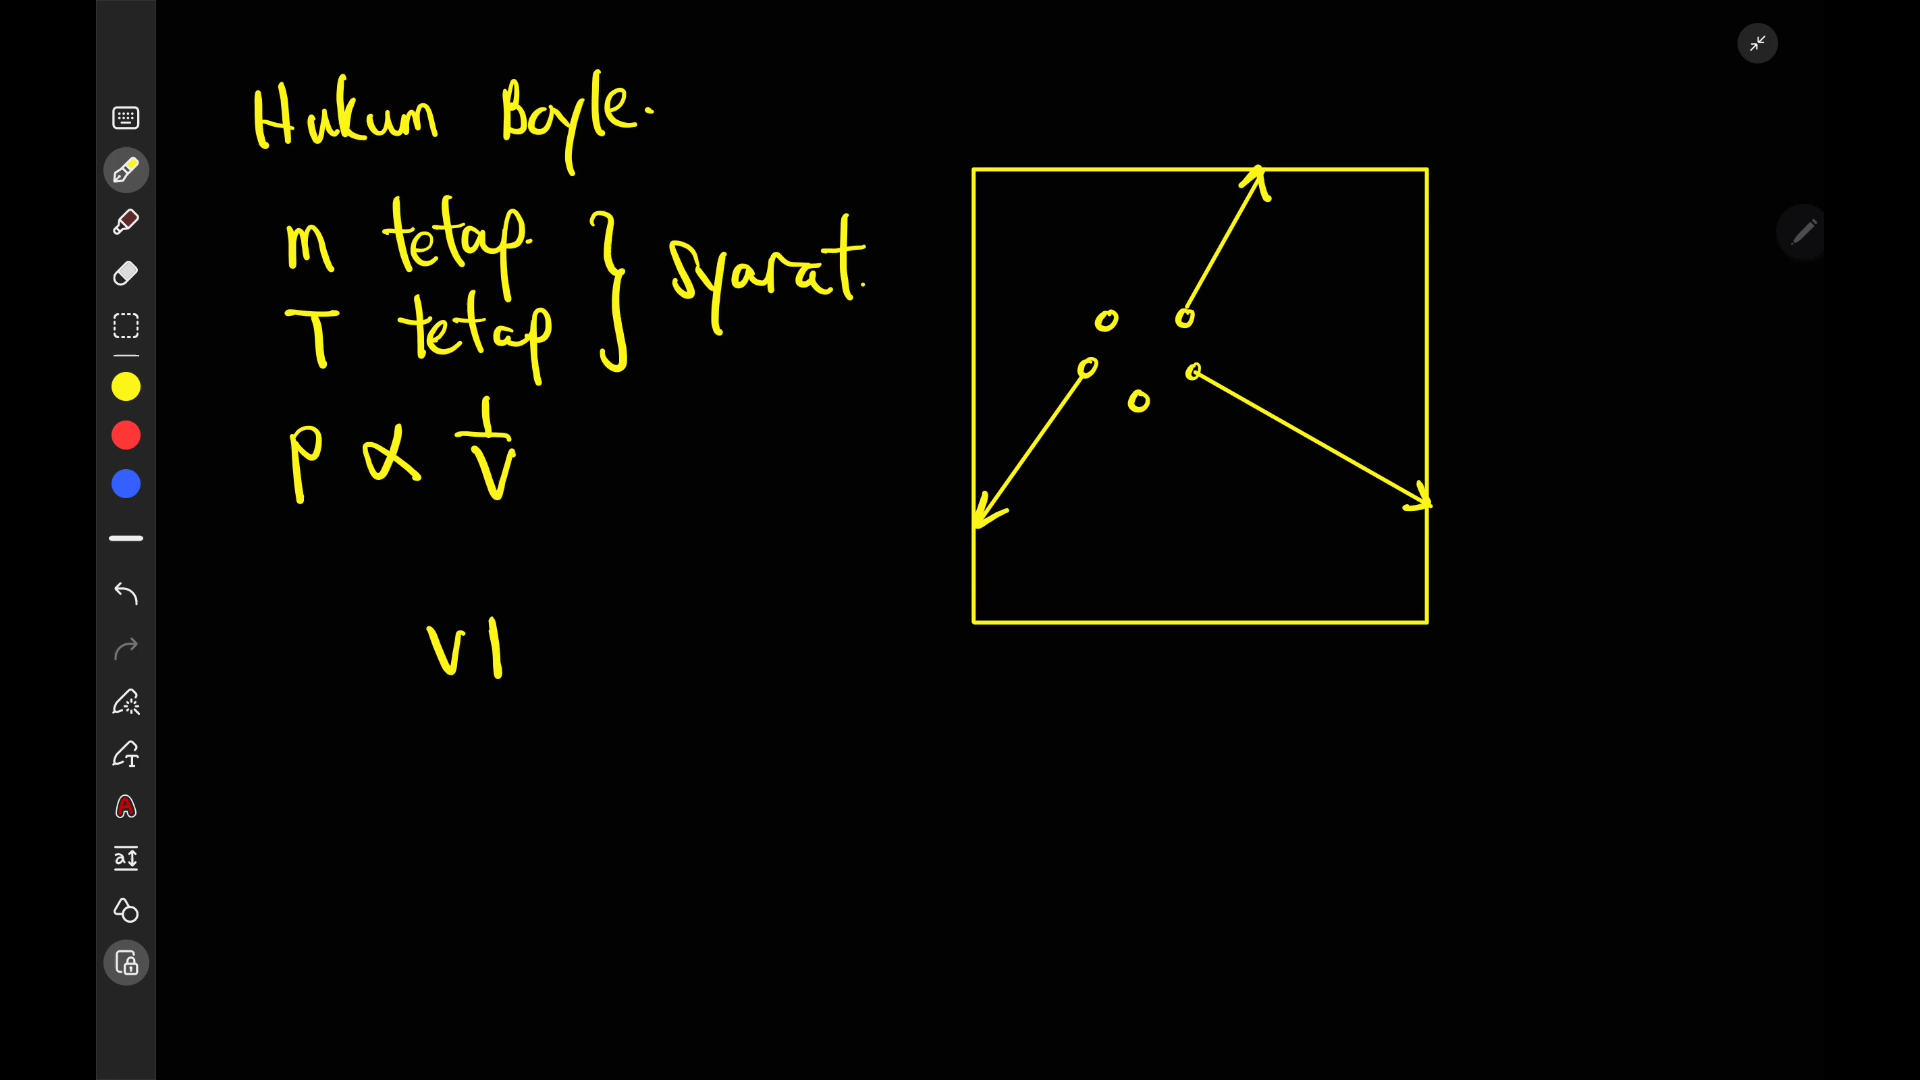 Hukum Boyle.
m tetap.
T tetap } syarat.
P ∝ 1/V
V |